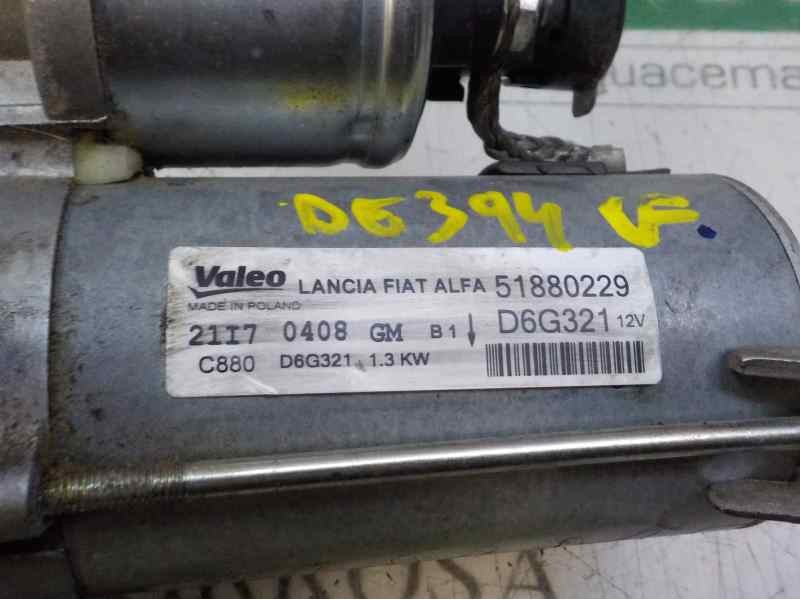 DG394 VF.
Valeo LANCIA FIAT ALFA 51880229
MADE IN POLAND
21I7 0408 GM B1 D6G321 12V
C880 D6G321 1.3 KW